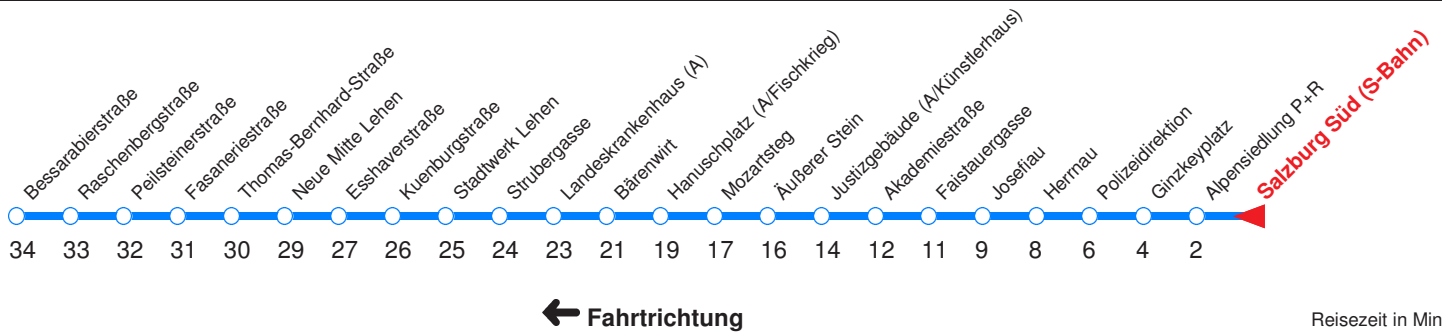 Bessarabierstraße
Raschenbergstraße
Peilsteinerstraße
Fasaneriestraße
Thomas-Bernhard-Straße
Neue Mitte Lehen
Esshaverstraße
Kuenburgstraße
Stadtwerk Lehen
Strubergasse
Landeskrankenhaus (A)
Bärenwirt
Hanuschplatz (A/Fischkrieg)
Mozartsteg
Äußerer Stein
Justizgebäude (A/Künstlerhaus)
Akademiestraße
Faistauergasse
Josefiau
Herrnau
Polizeidirektion
Ginzkeyplatz
Alpensiedlung P+R
Salzburg Süd (S-Bahn)
34 33 32 31 30 29 27 26 25 24 23 21 19 17 16 14 12 11 9 8 6 4 2
Fahrtrichtung
Reisezeit in Min